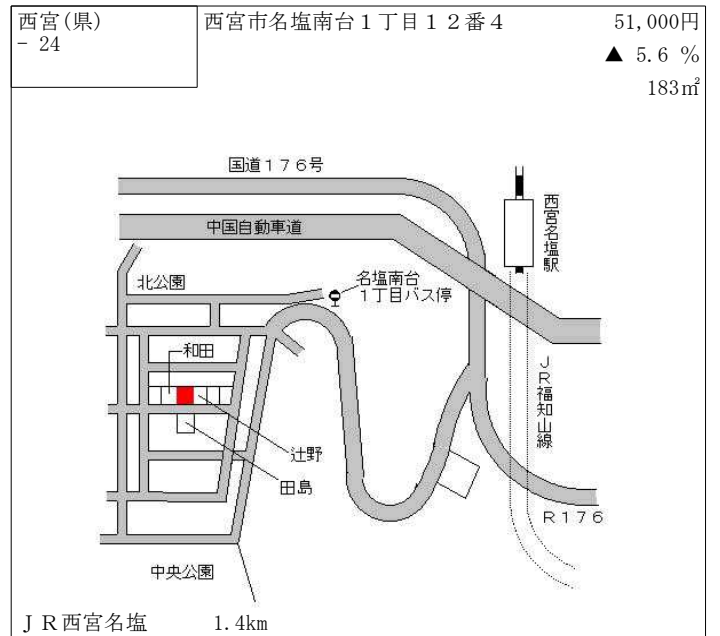 西宮(県)
- 24
西宮市名塩南台１丁目１２番４
51,000円
▲ 5.6 %
183㎡
国道１７６号
中国自動車道
西宮名塩駅
北公園
名塩南台
１丁目バス停
和田
ＪＲ福知山線
辻野
田島
Ｒ１７６
中央公園
ＪＲ西宮名塩 1.4km